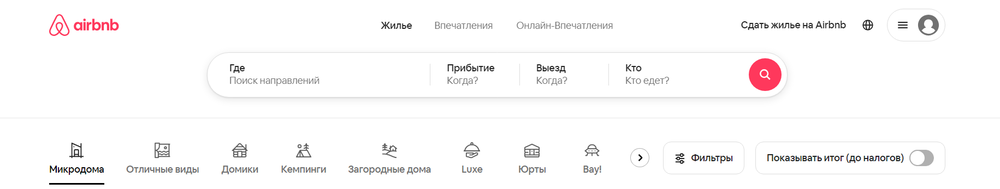 airbnb
Жилье
Впечатления
Онлайн-Впечатления
Сдать жилье на Airbnb
Где
Поиск направлений
Прибытие
Когда?
Выезд
Когда?
Кто
Кто едет?
Микродома
Отличные виды
Домики
Кемпинги
Загородные дома
Luxe
Юрты
Вау!
Фильтры
Показывать итог (до налогов)